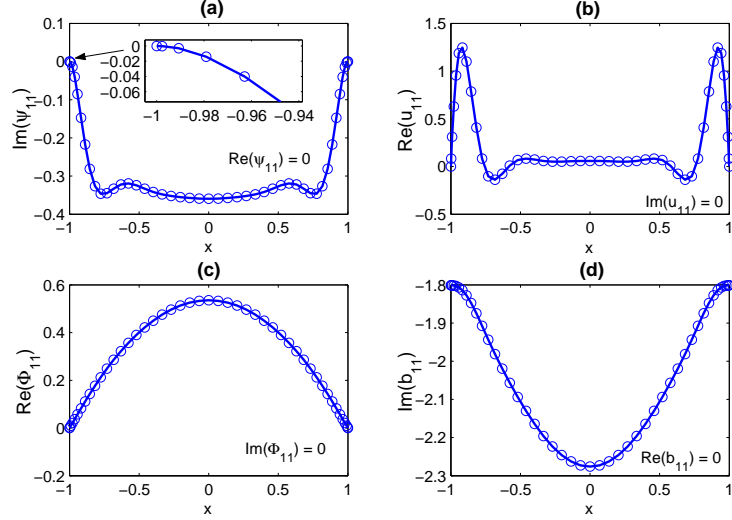 (a)
0.1
0
−0.1
−0.2
−0.3
−0.4
Im(ψ11)
0
−0.02
−0.04
−0.06
−1 −0.98 −0.96 −0.94
Re(ψ11) = 0
−1 −0.5 0 0.5 1
x
(b)
1.5
1
0.5
0
−0.5
Re(u11)
Im(u11) = 0
−1 −0.5 0 0.5 1
x
(c)
0.6
0.4
0.2
0
−0.2
Re(Φ11)
Im(Φ11) = 0
−1 −0.5 0 0.5 1
x
(d)
−1.8
−1.9
−2
−2.1
−2.2
−2.3
Im(b11)
Re(b11) = 0
−1 −0.5 0 0.5 1
x